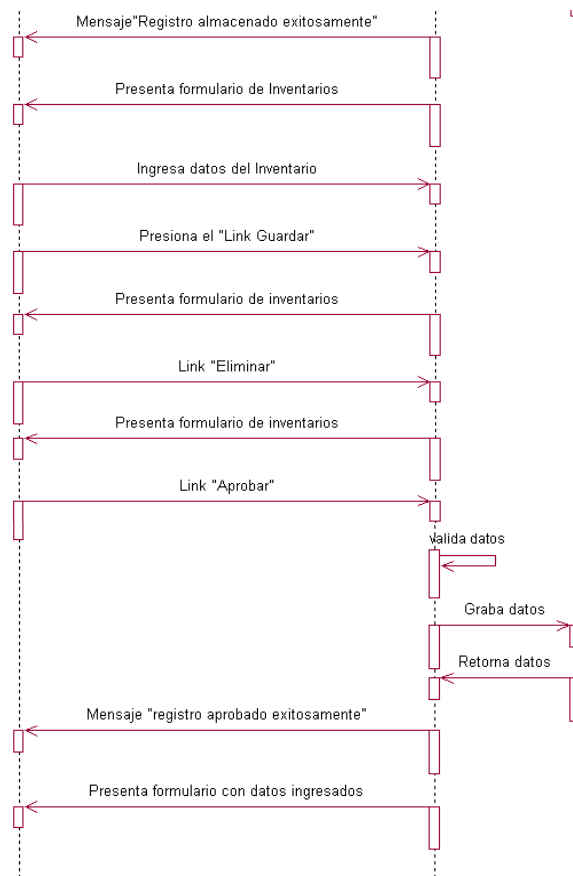 Mensaje"Registro almacenado exitosamente"
Presenta formulario de Inventarios
Ingresa datos del Inventario
Presiona el "Link Guardar"
Presenta formulario de inventarios
Link "Eliminar"
Presenta formulario de inventarios
Link "Aprobar"
valida datos
Graba datos
Retorna datos
Mensaje "registro aprobado exitosamente"
Presenta formulario con datos ingresados